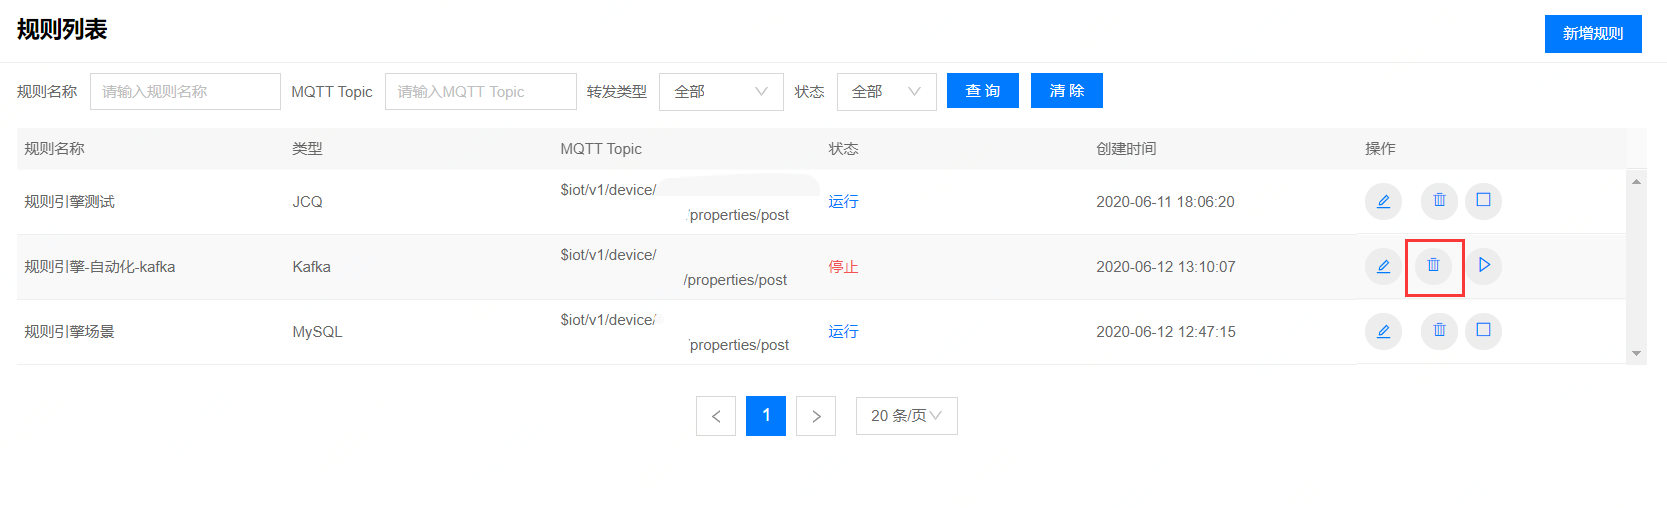 规则列表
新增规则
规则名称 请输入规则名称 MQTT Topic 请输入MQTT Topic 转发类型 全部 状态 全部 查 询 清 除
规则名称 类型 MQTT Topic 状态 创建时间 操作
规则引擎测试 JCQ $iot/v1/device/ 运行 2020-06-11 18:06:20
/properties/post
规则引擎-自动化-kafka Kafka $iot/v1/device/ 停止 2020-06-12 13:10:07
/properties/post
规则引擎场景 MySQL $iot/v1/device/ 运行 2020-06-12 12:47:15
/properties/post
< 1 > 20 条/页